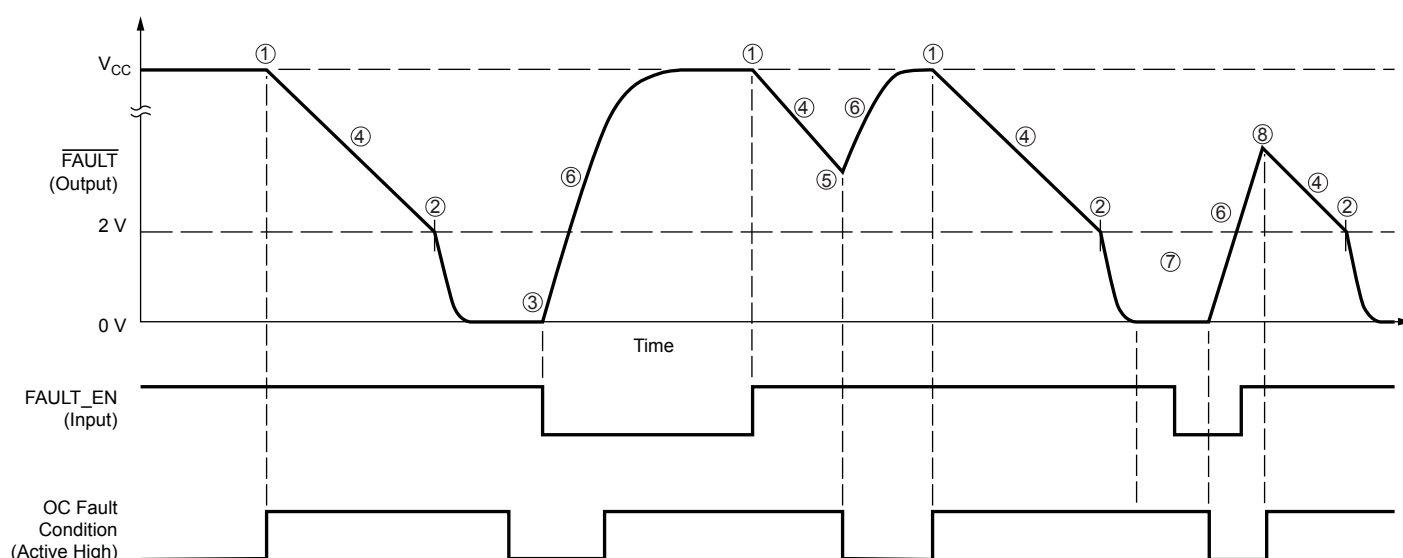 ① ① ①
V_CC
④ ④ ⑥ ④ ⑧
FAULT
(Output)
⑥ ⑤ ④
② ② ⑥ ②
2 V
⑦
③
0 V
Time
FAULT_EN
(Input)
OC Fault
Condition
(Active High)